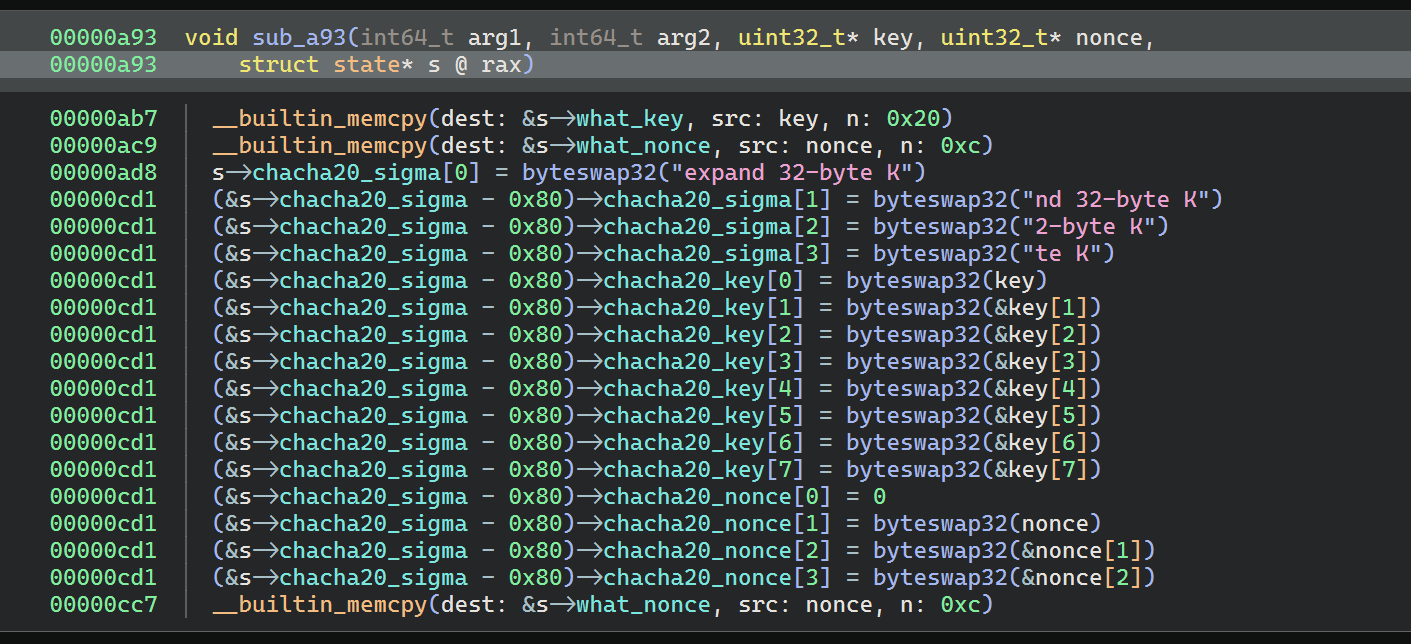 00000a93 void sub_a93(int64_t arg1, int64_t arg2, uint32_t* key, uint32_t* nonce,
00000a93 struct state* s @ rax)
00000ab7 __builtin_memcpy(dest: &s->what_key, src: key, n: 0x20)
00000ac9 __builtin_memcpy(dest: &s->what_nonce, src: nonce, n: 0xc)
00000ad8 s->chacha20_sigma[0] = byteswap32("expand 32-byte K")
00000cd1 (&s->chacha20_sigma - 0x80)->chacha20_sigma[1] = byteswap32("nd 32-byte K")
00000cd1 (&s->chacha20_sigma - 0x80)->chacha20_sigma[2] = byteswap32("2-byte K")
00000cd1 (&s->chacha20_sigma - 0x80)->chacha20_sigma[3] = byteswap32("te K")
00000cd1 (&s->chacha20_sigma - 0x80)->chacha20_key[0] = byteswap32(key)
00000cd1 (&s->chacha20_sigma - 0x80)->chacha20_key[1] = byteswap32(&key[1])
00000cd1 (&s->chacha20_sigma - 0x80)->chacha20_key[2] = byteswap32(&key[2])
00000cd1 (&s->chacha20_sigma - 0x80)->chacha20_key[3] = byteswap32(&key[3])
00000cd1 (&s->chacha20_sigma - 0x80)->chacha20_key[4] = byteswap32(&key[4])
00000cd1 (&s->chacha20_sigma - 0x80)->chacha20_key[5] = byteswap32(&key[5])
00000cd1 (&s->chacha20_sigma - 0x80)->chacha20_key[6] = byteswap32(&key[6])
00000cd1 (&s->chacha20_sigma - 0x80)->chacha20_key[7] = byteswap32(&key[7])
00000cd1 (&s->chacha20_sigma - 0x80)->chacha20_nonce[0] = 0
00000cd1 (&s->chacha20_sigma - 0x80)->chacha20_nonce[1] = byteswap32(nonce)
00000cd1 (&s->chacha20_sigma - 0x80)->chacha20_nonce[2] = byteswap32(&nonce[1])
00000cd1 (&s->chacha20_sigma - 0x80)->chacha20_nonce[3] = byteswap32(&nonce[2])
00000cc7 __builtin_memcpy(dest: &s->what_nonce, src: nonce, n: 0xc)